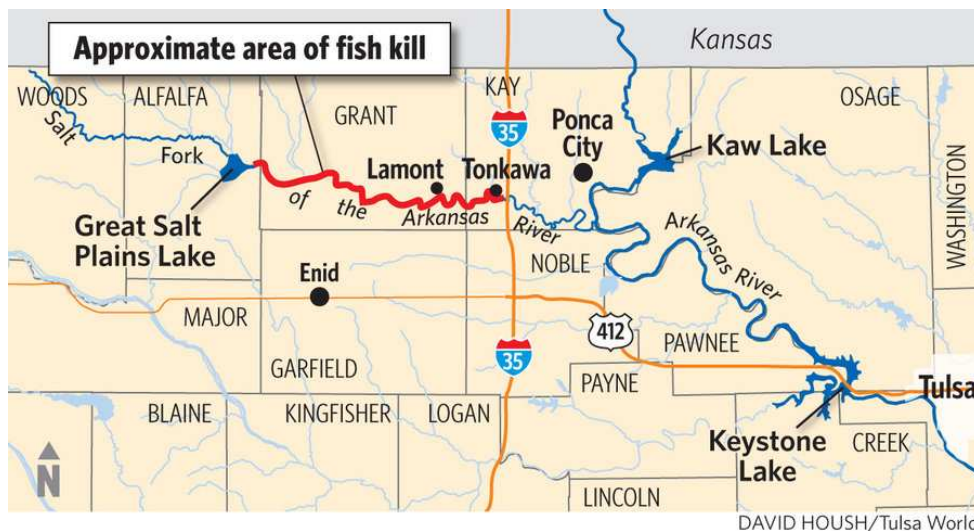 Approximate area of fish kill
Kansas
WOODS
ALFALFA
GRANT
KAY
OSAGE
WASHINGTON
35
Ponca
City
Kaw Lake
Salt
Fork
of the
Arkansas
River
Lamont
Tonkawa
Great Salt
Plains Lake
Arkansas River
Enid
NOBLE
MAJOR
412
PAWNEE
GARFIELD
35
PAYNE
Tulsa
BLAINE
KINGFISHER
LOGAN
Keystone
Lake
CREEK
N
LINCOLN
DAVID HOUSH/Tulsa World